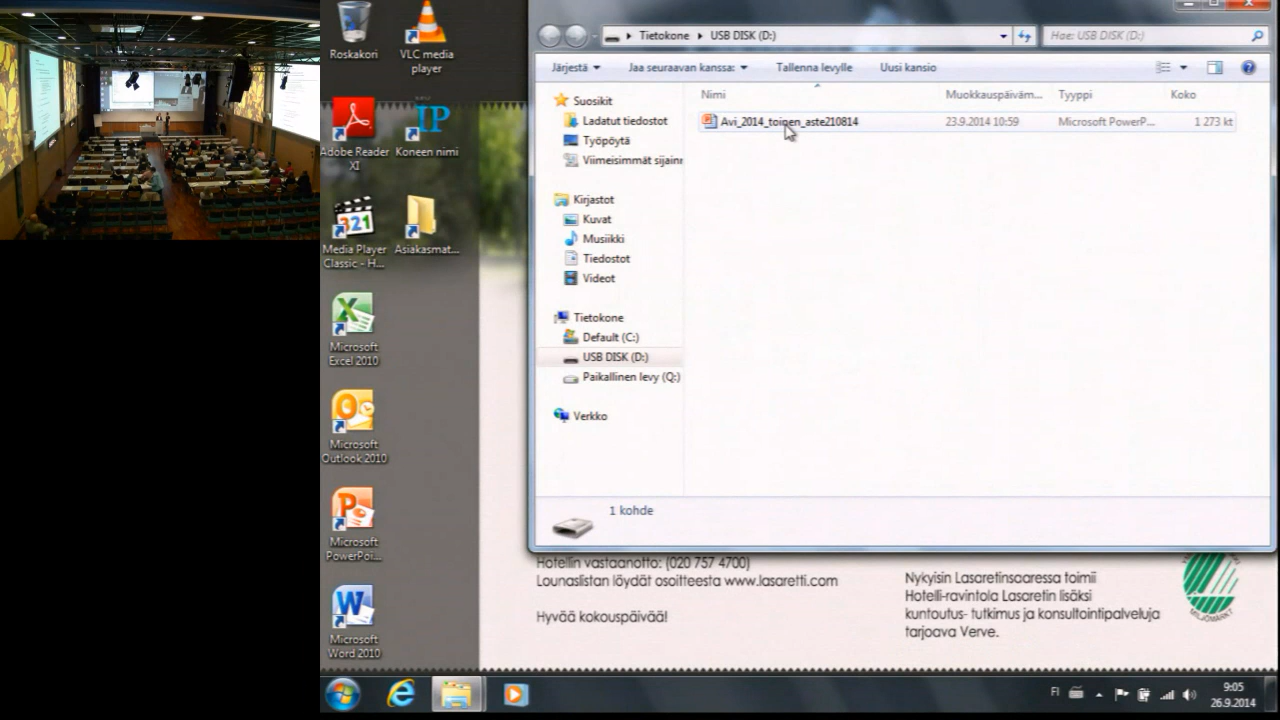 Roskakori
VLC media
player
Adobe Reader
XI
IP
Koneen nimi
321
Media Player
Classic - H...
Asiakasmat...
Microsoft
Excel 2010
Microsoft
Outlook 2010
Microsoft
PowerPoi...
Microsoft
Word 2010
Tietokone
USB DISK (D:)
Hae: USB DISK (D:)
Järjestä
Jaa seuraavan kanssa:
Tallenna levylle
Uusi kansio
Nimi
Muokkauspäiväm...
Tyyppi
Koko
Avi_2014_toinen_aste210814
23.9.2014 10:59
Microsoft PowerP...
1 273 kt
Suosikit
Ladatut tiedostot
Työpöytä
Viimeisimmät sijainn
Kirjastot
Kuvat
Musiikki
Tiedostot
Videot
Tietokone
Default (C:)
USB DISK (D:)
Paikallinen levy (Q:)
Verkko
1 kohde
Hotellin vastaanotto: (020 757 4700)
Lounaslistan löydät osoitteesta www.lasaretti.com
Hyvää kokouspäivää!
Nykyisin Lasaretinsaaressa toimii
Hotelli-ravintola Lasaretin lisäksi
kuntoutus- tutkimus ja konsultointipalveluja
tarjoava Verve.
FI
9:05
26.9.2014